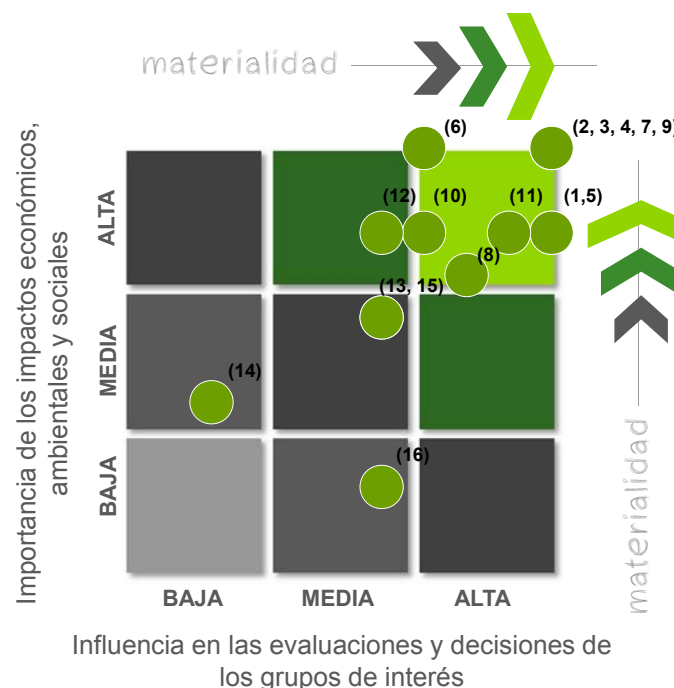 materialidad
(6)
(2, 3, 4, 7, 9)
(12)
(10)
(11)
(1,5)
(8)
(13, 15)
(14)
(16)
Importancia de los impactos económicos,
ambientales y sociales
ALTA
MEDIA
BAJA
BAJA
MEDIA
ALTA
Influencia en las evaluaciones y decisiones de
los grupos de interés
materialidad